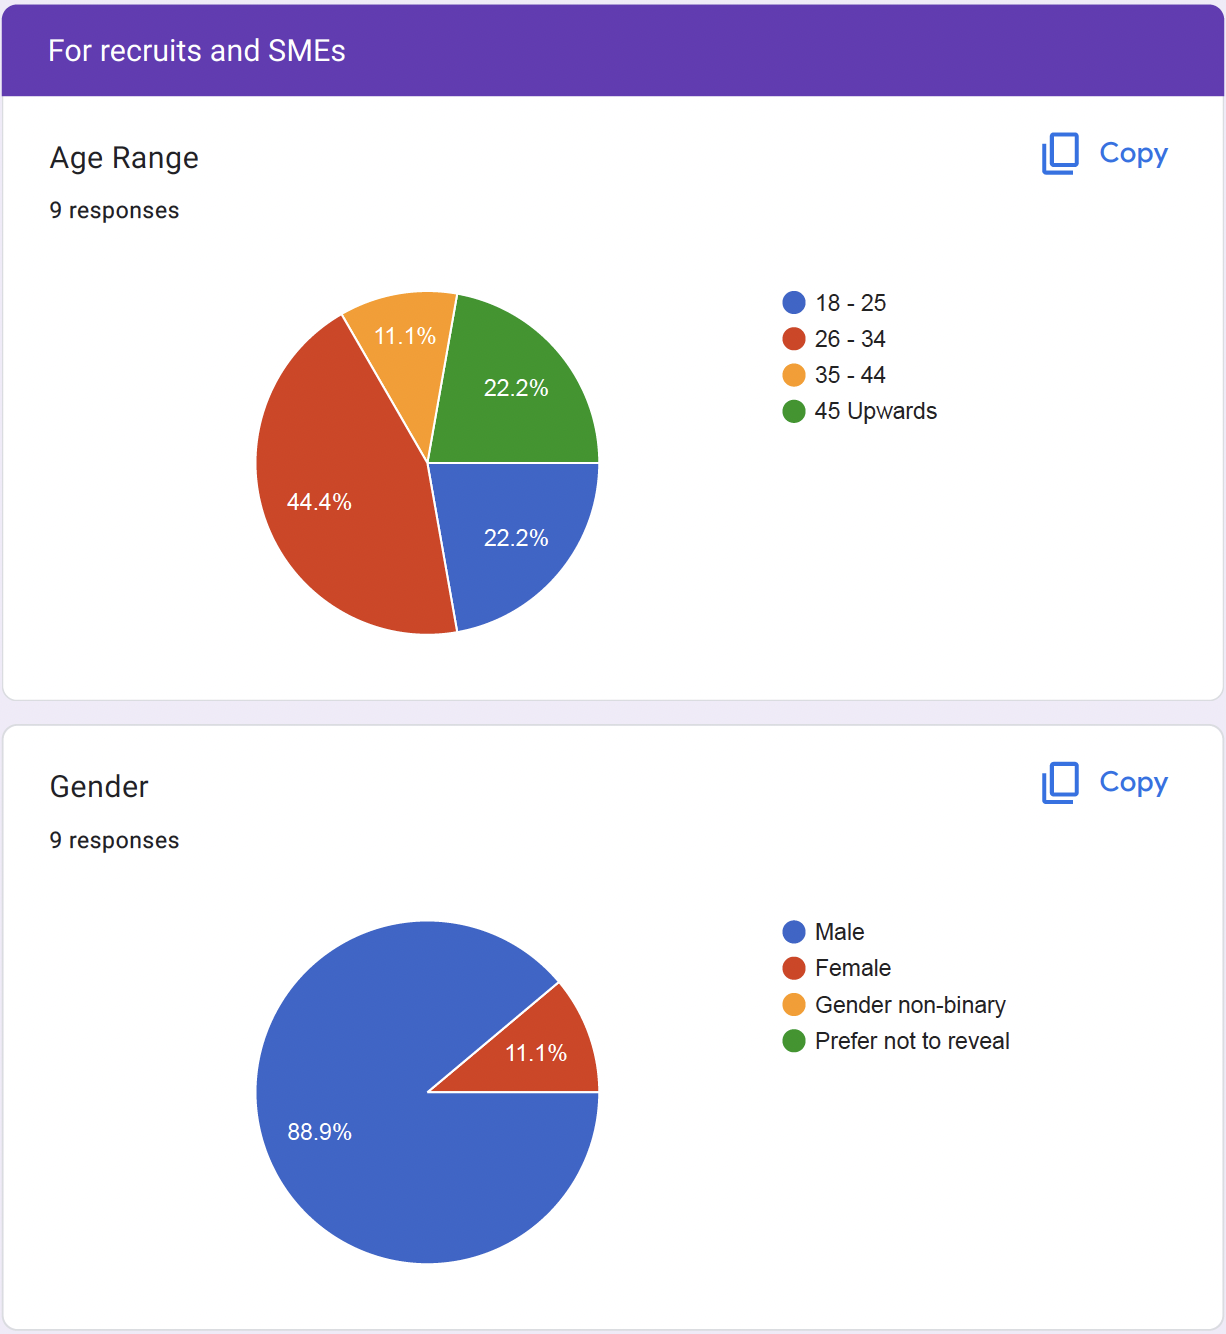 For recruits and SMEs
Age Range
Copy
9 responses
11.1%
22.2%
44.4%
22.2%
18 - 25
26 - 34
35 - 44
45 Upwards
Gender
Copy
9 responses
11.1%
88.9%
Male
Female
Gender non-binary
Prefer not to reveal